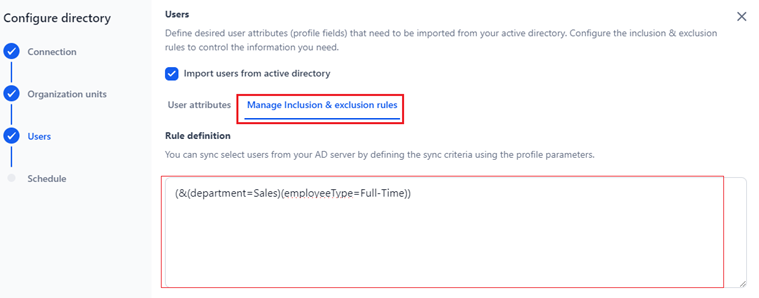 Configure directory
Connection
Organization units
Users
Schedule
Users
Define desired user attributes (profile fields) that need to be imported from your active directory. Configure the inclusion & exclusion
rules to control the information you need.
Import users from active directory
User attributes
Manage Inclusion & exclusion rules
Rule definition
You can sync select users from your AD server by defining the sync criteria using the profile parameters.
(&(department=Sales)(employeeType=Full-Time))